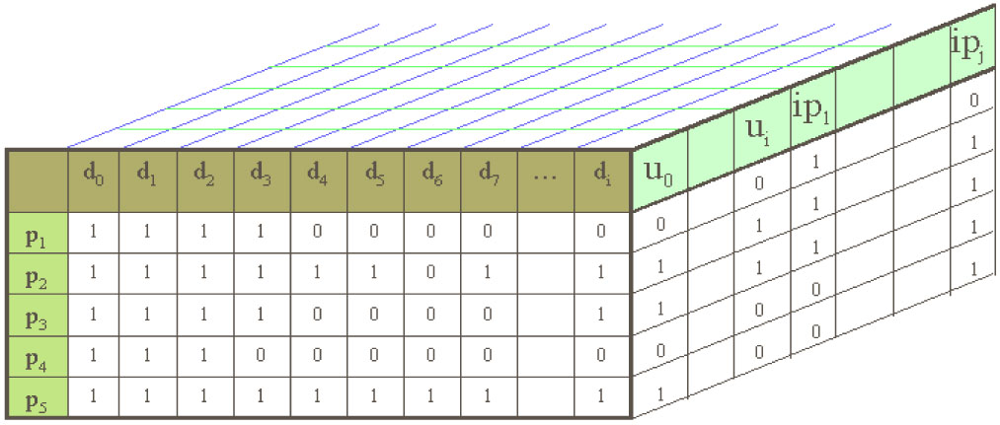 d₀ d₁ d₂ d₃ d₄ d₅ d₆ d₇ … dᵢ u₀ uᵢ ip₁ ipⱼ
p₁ 1 1 1 1 0 0 0 0 0 0 0 1 0
p₂ 1 1 1 1 1 1 0 1 1 1 1 1 1
p₃ 1 1 1 1 0 0 0 0 1 1 1 1 1
p₄ 1 1 1 0 0 0 0 0 0 0 0 0 1
p₅ 1 1 1 1 1 1 1 1 1 1 0 0 1